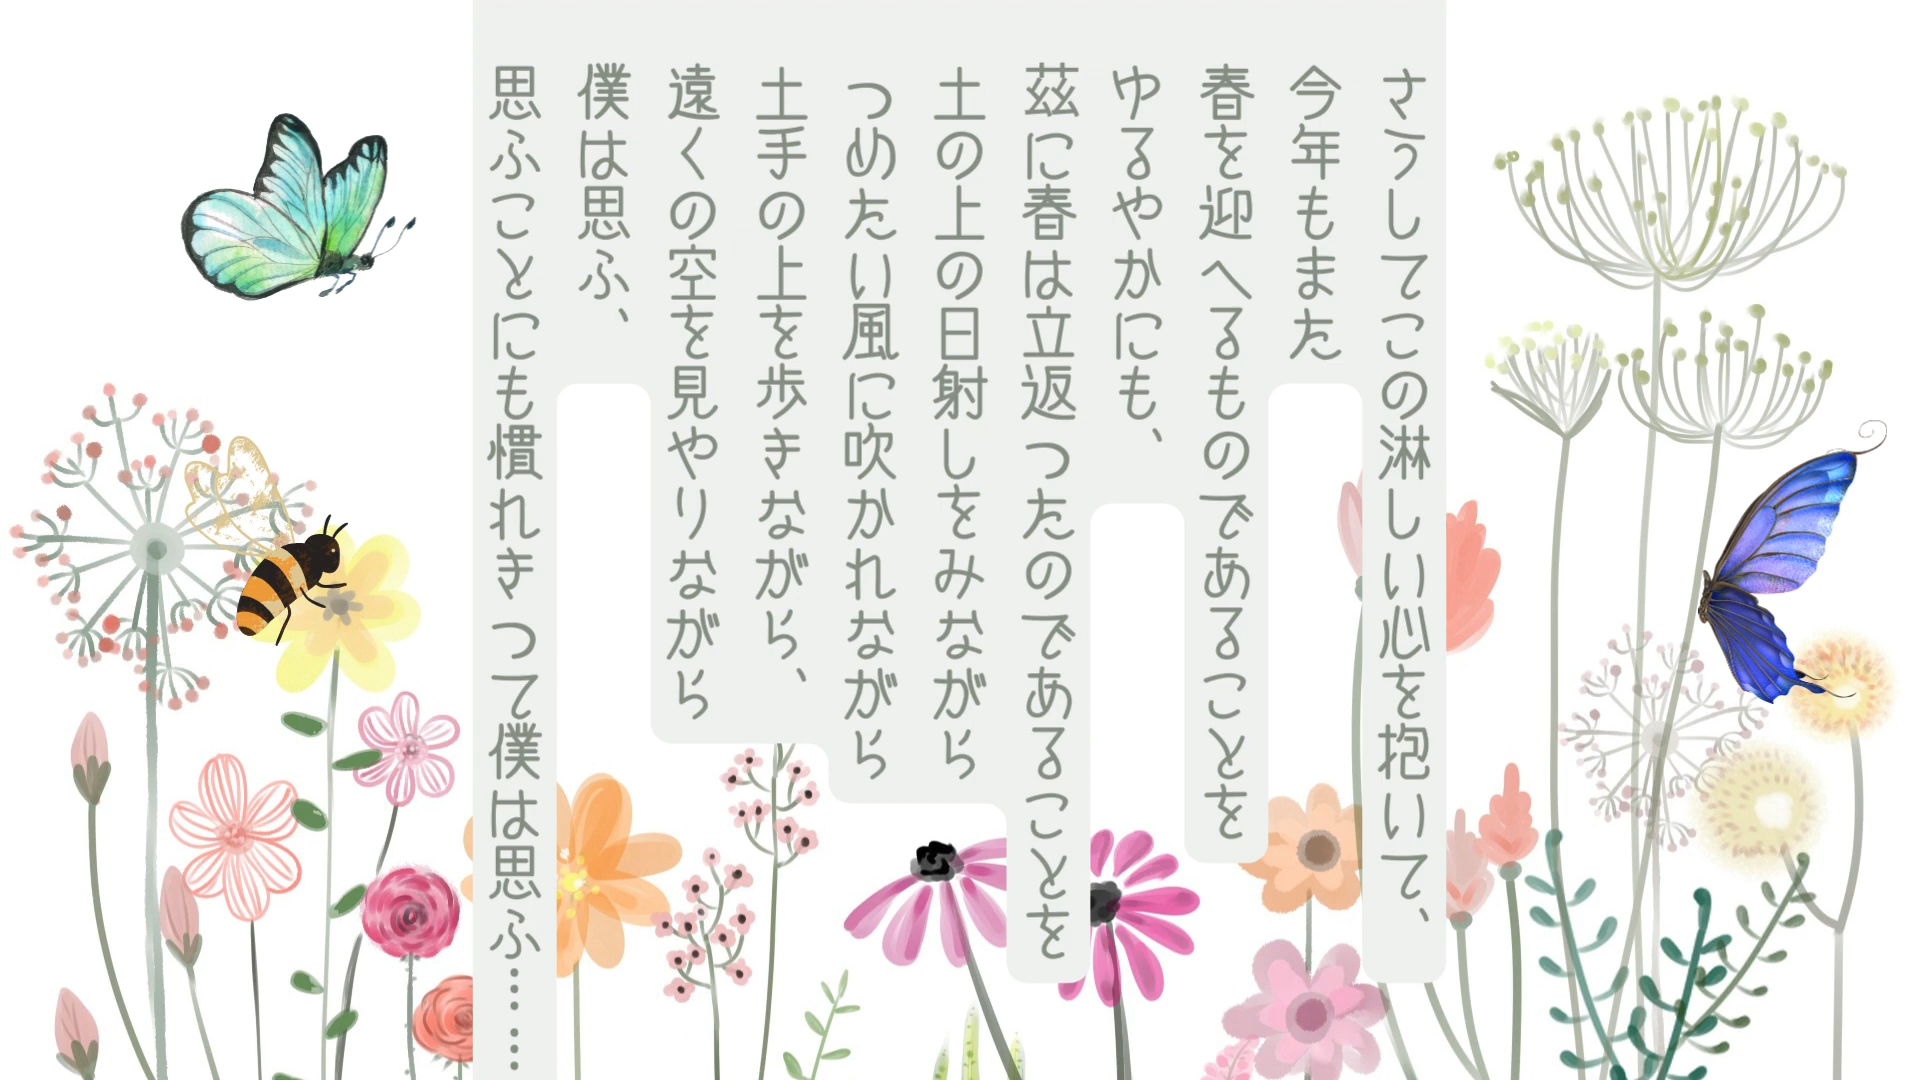 さうしてこの淋しい心を抱いて、
今年もまた
春を迎へるものであることを
ゆるやかにも、
茲に春は立返つたのであることを
土の上の日射しをみながら
つめたい風に吹かれながら
土手の上を歩きながら、
遠くの空を見やりながら
僕は思ふ、
思ふことにも慣れきつて僕は思ふ……